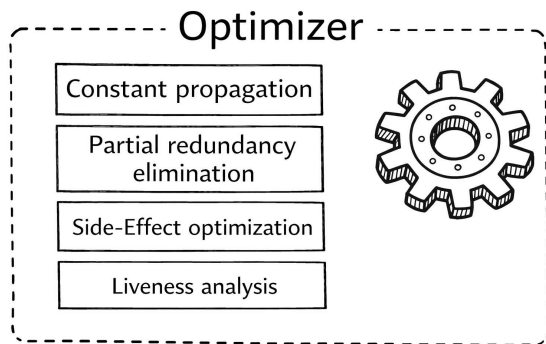 Optimizer
Constant propagation
Partial redundancy
elimination
Side-Effect optimization
Liveness analysis